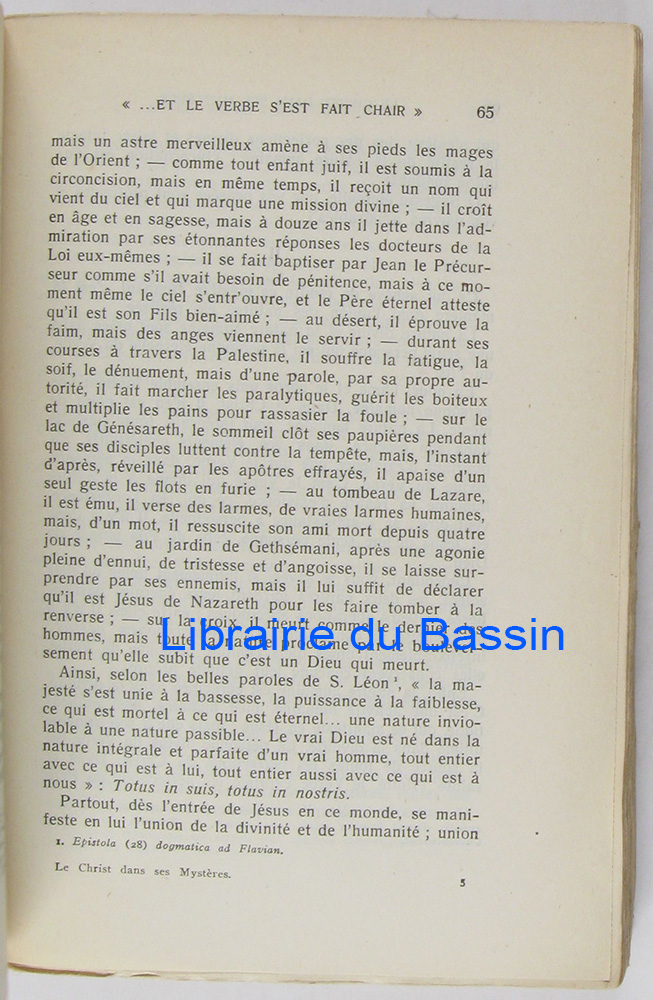 « ...ET LE VERBE S'EST FAIT CHAIR » 65
mais un astre merveilleux amène à ses pieds les mages
de l'Orient ; — comme tout enfant juif, il est soumis à la
circoncision, mais en même temps, il reçoit un nom qui
vient du ciel et qui marque une mission divine ; — il croît
en âge et en sagesse, mais à douze ans il jette dans l'ad-
miration par ses étonnantes réponses les docteurs de la
Loi eux-mêmes ; — il se fait baptiser par Jean le Précur-
seur comme s'il avait besoin de pénitence, mais à ce mo-
ment même le ciel s'entr'ouvre, et le Père éternel atteste
qu'il est son Fils bien-aimé ; — au désert, il éprouve la
faim, mais des anges viennent le servir ; — durant ses
courses à travers la Palestine, il souffre la fatigue, la
soif, le dénuement, mais d'une parole, par sa propre au-
torité, il fait marcher les paralytiques, guérit les boiteux
et multiplie les pains pour rassasier la foule ; — sur le
lac de Génésareth, le sommeil clôt ses paupières pendant
que ses disciples luttent contre la tempête, mais, l'instant
d'après, réveillé par les apôtres effrayés, il apaise d'un
seul geste les flots en furie ; — au tombeau de Lazare,
il est ému, il verse des larmes, de vraies larmes humaines,
mais, d'un mot, il ressuscite son ami mort depuis quatre
jours ; — au jardin de Gethsémani, après une agonie
pleine d'ennui, de tristesse et d'angoisse, il se laisse sur-
prendre par ses ennemis, mais il lui suffit de déclarer
qu'il est Jésus de Nazareth pour les faire tomber à la
renverse ; — sur la croix, il meurt comme le dernier des
hommes, mais toute la nature proclame par le boulever-
Librairie du Bassin
sement qu'elle subit que c'est un Dieu qui meurt.
Ainsi, selon les belles paroles de S. Léon ¹, « la ma-
jesté s'est unie à la bassesse, la puissance à la faiblesse,
ce qui est mortel à ce qui est éternel... une nature invio-
lable à une nature passible... Le vrai Dieu est né dans la
nature intégrale et parfaite d'un vrai homme, tout entier
avec ce qui est à lui, tout entier aussi avec ce qui est à
nous » : Totus in suis, totus in nostris.
Partout, dès l'entrée de Jésus en ce monde, se mani-
feste en lui l'union de la divinité et de l'humanité ; union
1. Epistola (28) dogmatica ad Flavian.
Le Christ dans ses Mystères. 5